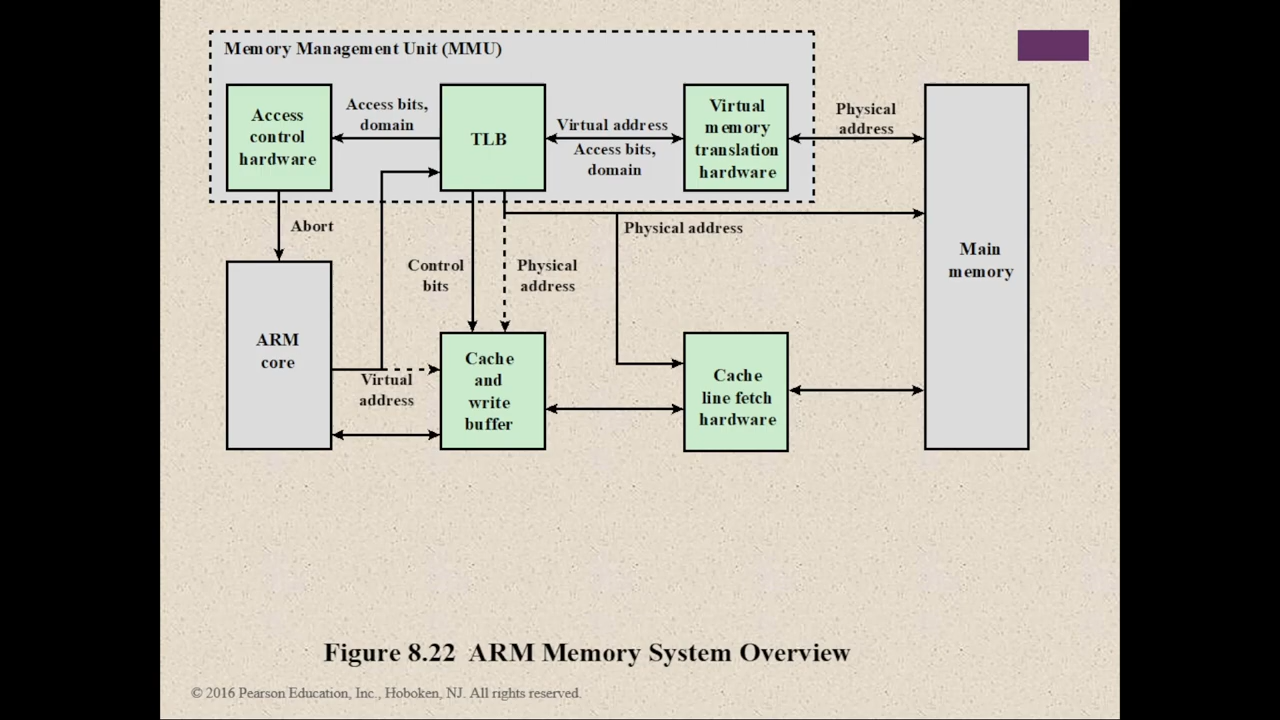 Memory Management Unit (MMU)
Access
control
hardware
Access bits,
domain
TLB
Virtual address
Access bits,
domain
Virtual
memory
translation
hardware
Physical
address
Main
memory
Abort
Control
bits
Physical
address
Physical address
ARM
core
Virtual
address
Cache
and
write
buffer
Cache
line fetch
hardware
Figure 8.22 ARM Memory System Overview
© 2016 Pearson Education, Inc., Hoboken, NJ. All rights reserved.